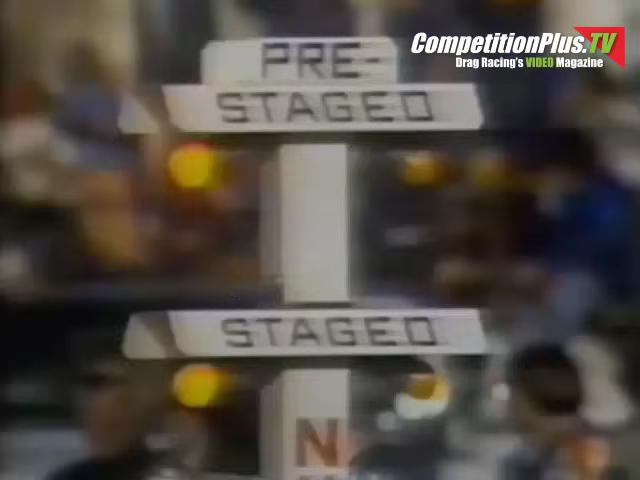 CompetitionPlus.TV
Drag Racing's VIDEO Magazine
PRE-
STAGED
STAGED
N